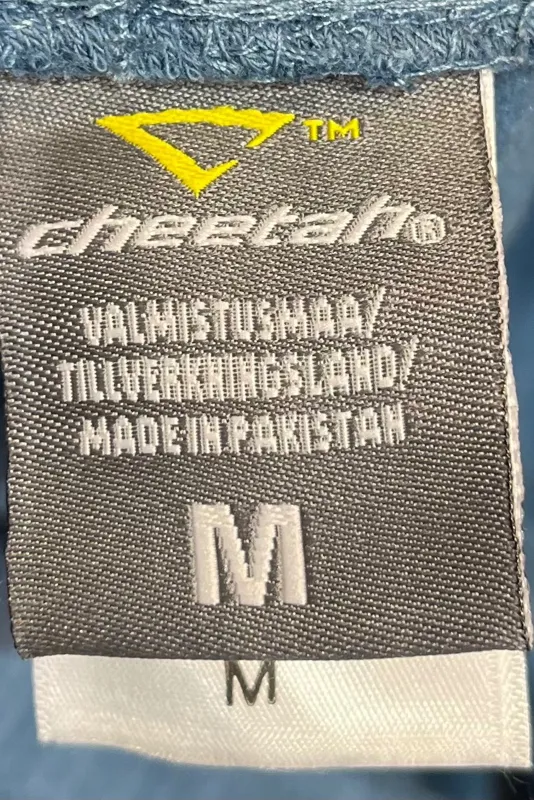 TM
cheetah®
VALMISTUSMAA/
TILLVERKNINGSLAND/
MADE IN PAKISTAN
M
M